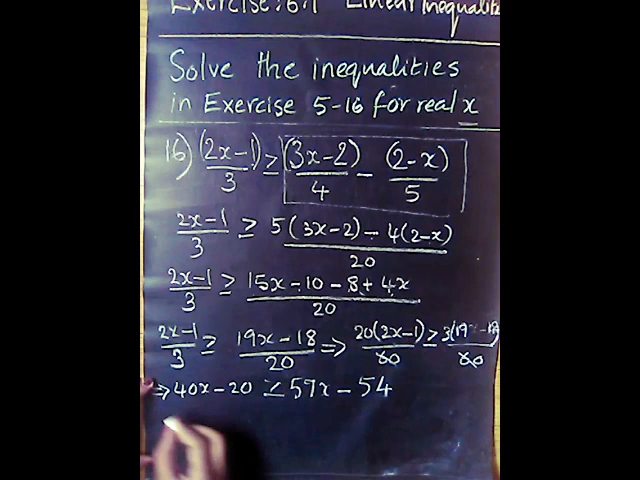 Exercise: 6.1 Linear Inequalit
Solve the inequalities
in Exercise 5-16 for real x
16) (2x-1)/3 ≥ (3x-2)/4 - (2-x)/5
2x-1/3 ≥ 5(3x-2) - 4(2-x)/20
2x-1/3 ≥ 15x-10-8+4x/20
2x-1/3 ≥ 19x-18/20 ⇒ 20(2x-1)/60 ≥ 3(19x-18)/60
⇒ 40x-20 ≥ 57x-54